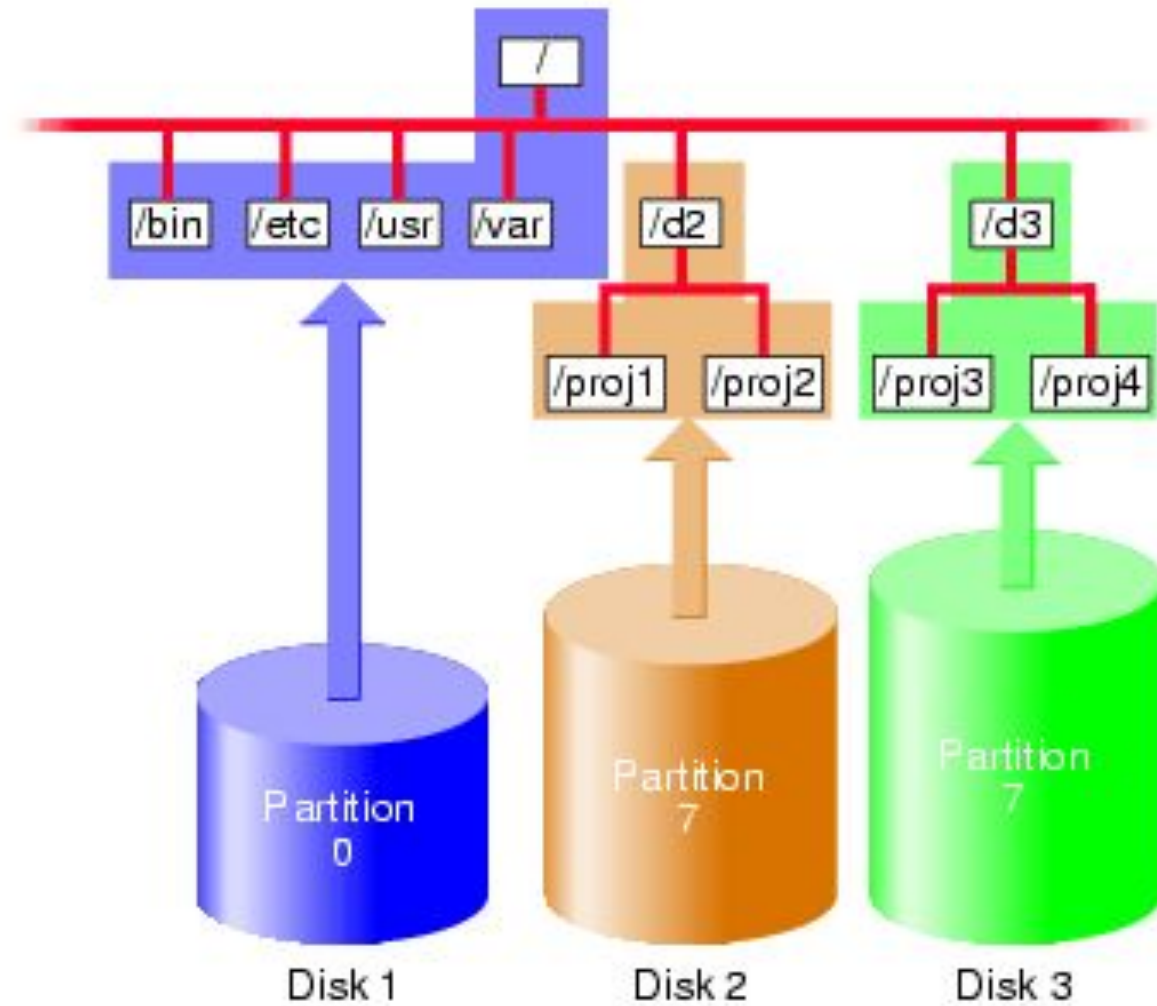 /
/bin /etc /usr /var /d2 /d3
/proj1 /proj2 /proj3 /proj4
Partition
0
Partition
7
Partition
7
Disk 1 Disk 2 Disk 3